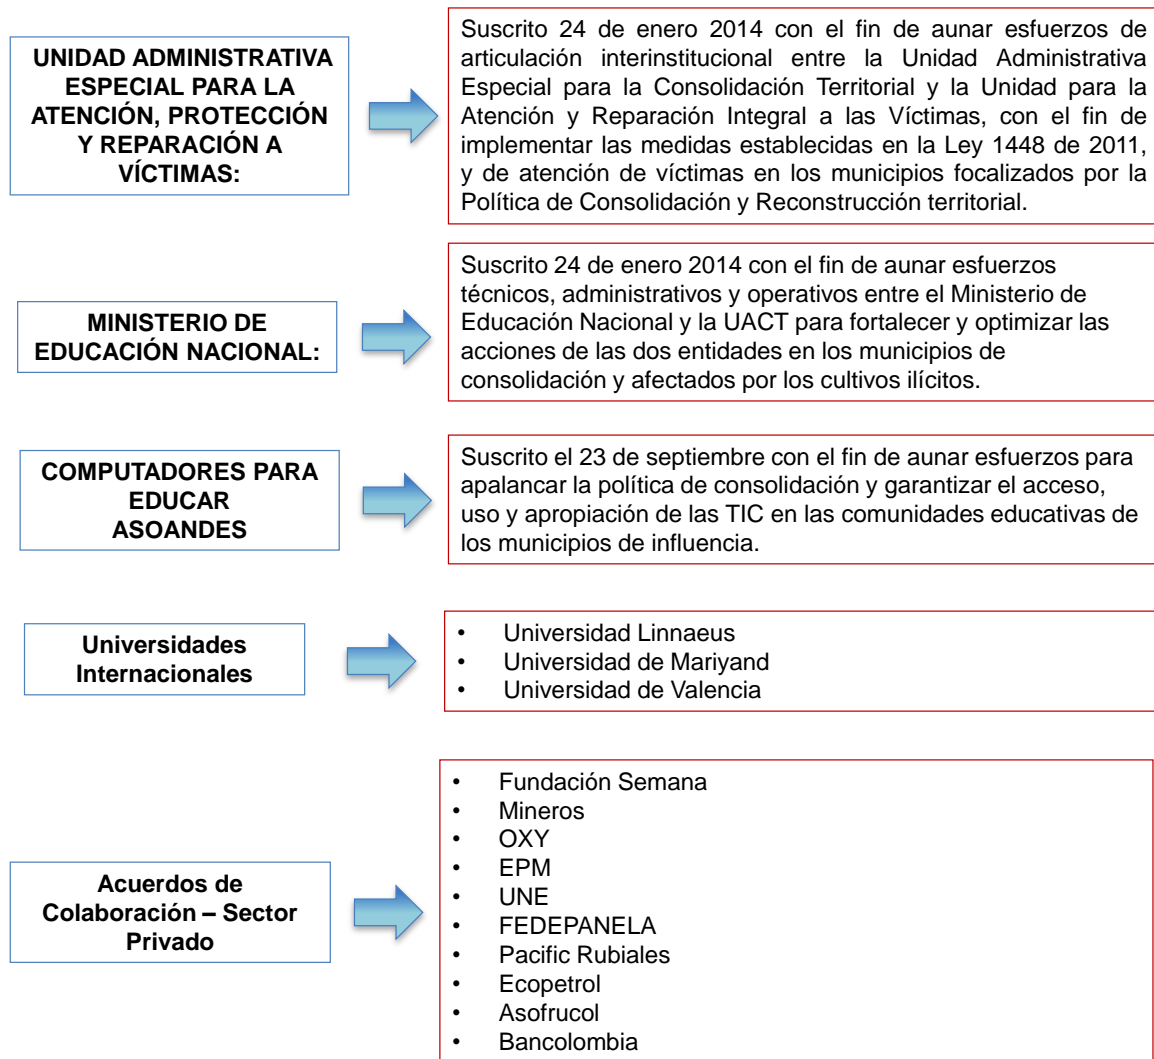 UNIDAD ADMINISTRATIVA
ESPECIAL PARA LA
ATENCIÓN, PROTECCIÓN
Y REPARACIÓN A
VÍCTIMAS:
Suscrito 24 de enero 2014 con el fin de aunar esfuerzos de
articulación interinstitucional entre la Unidad Administrativa
Especial para la Consolidación Territorial y la Unidad para la
Atención y Reparación Integral a las Víctimas, con el fin de
implementar las medidas establecidas en la Ley 1448 de 2011,
y de atención de víctimas en los municipios focalizados por la
Política de Consolidación y Reconstrucción territorial.
MINISTERIO DE
EDUCACIÓN NACIONAL:
Suscrito 24 de enero 2014 con el fin de aunar esfuerzos
técnicos, administrativos y operativos entre el Ministerio de
Educación Nacional y la UACT para fortalecer y optimizar las
acciones de las dos entidades en los municipios de
consolidación y afectados por los cultivos ilícitos.
COMPUTADORES PARA
EDUCAR
ASOANDES
Suscrito el 23 de septiembre con el fin de aunar esfuerzos para
apalancar la política de consolidación y garantizar el acceso,
uso y apropiación de las TIC en las comunidades educativas de
los municipios de influencia.
Universidades
Internacionales
• Universidad Linnaeus
• Universidad de Mariyand
• Universidad de Valencia
Acuerdos de
Colaboración – Sector
Privado
• Fundación Semana
• Mineros
• OXY
• EPM
• UNE
• FEDEPANELA
• Pacific Rubiales
• Ecopetrol
• Asofrucol
• Bancolombia